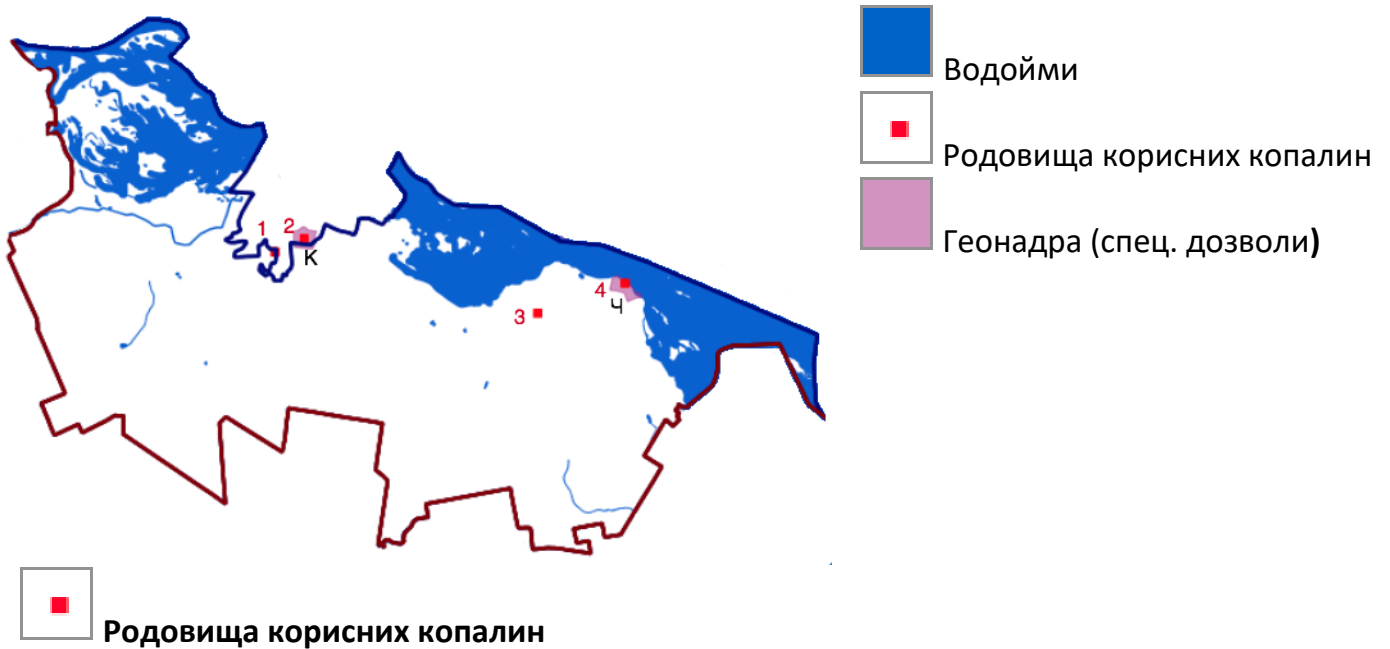 Водойми
Родовища корисних копалин
Геонадра (спец. дозволи)
1
2
К
3
4
Ч
Родовища корисних копалин